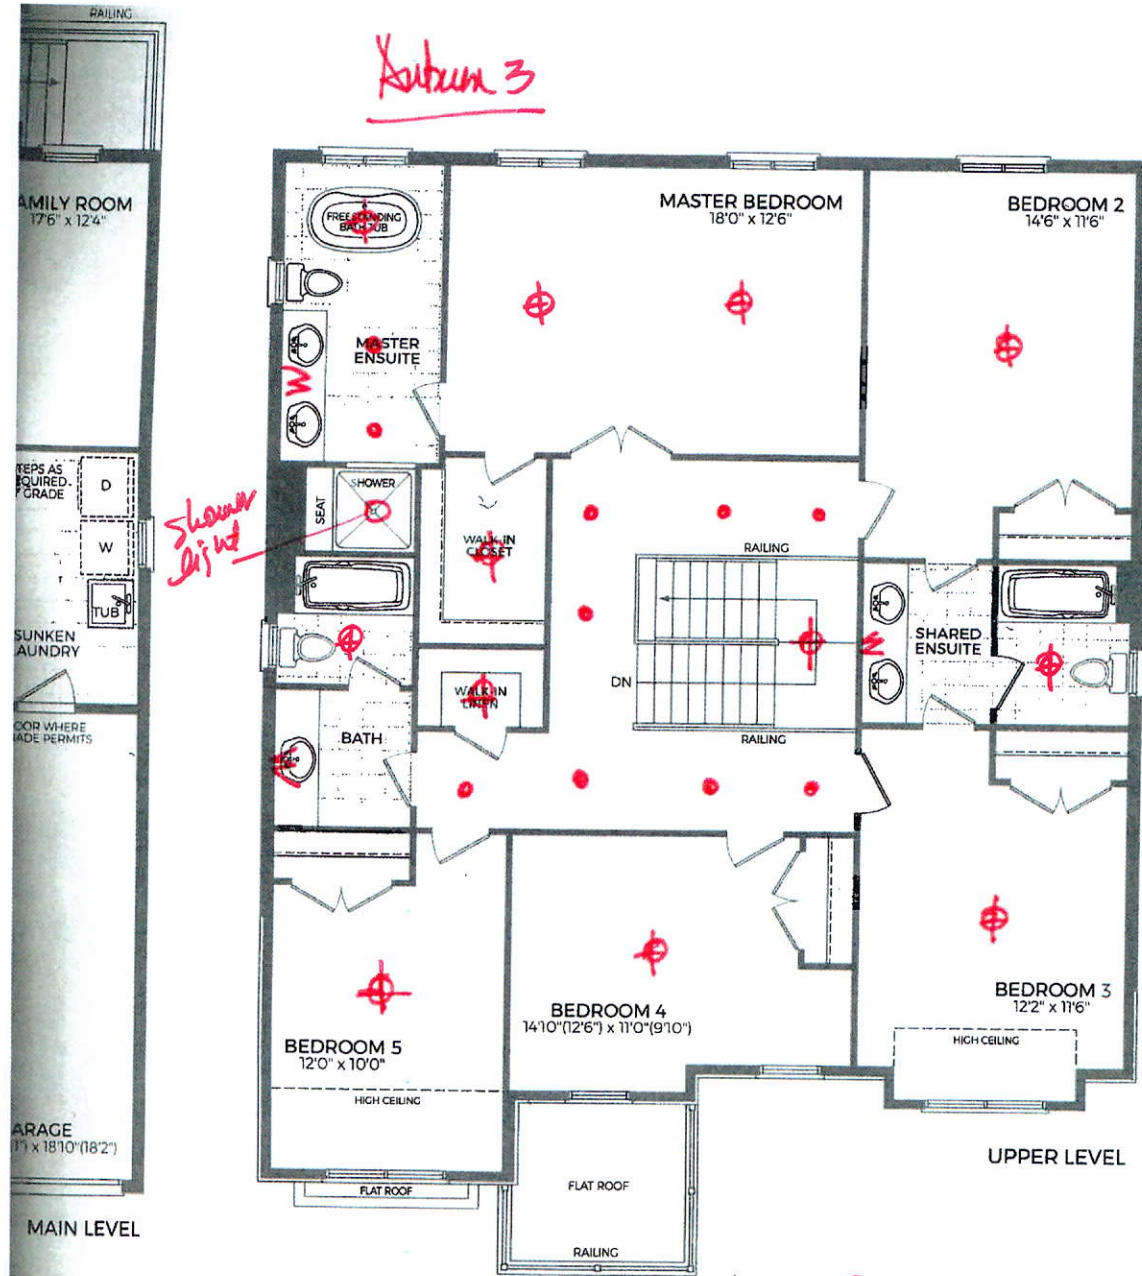 RAILING
3
AMILY ROOM
17'6" x 12'4"
FREESTANDING
BATH TUB
MASTER BEDROOM
18'0" x 12'6"
BEDROOM 2
14'6" x 11'6"
MASTER
ENSUITE
W
TEPS AS
QUIRED
GRADE
D
W
TUB
SUNKEN
AUNDRY
shower
light
SEAT
SHOWER
WALK-IN
CLOSET
RAILING
SHARED
ENSUITE
DN
WALK-IN
LINEN
BATH
RAILING
OOR WHERE
ADE PERMITS
BEDROOM 3
12'2" x 11'6"
HIGH CEILING
BEDROOM 4
14'10"(12'6") x 11'0"(9'10")
BEDROOM 5
12'0" x 10'0"
HIGH CEILING
ARAGE
x 18'10"(18'2")
FLAT ROOF
FLAT ROOF
RAILING
UPPER LEVEL
MAIN LEVEL